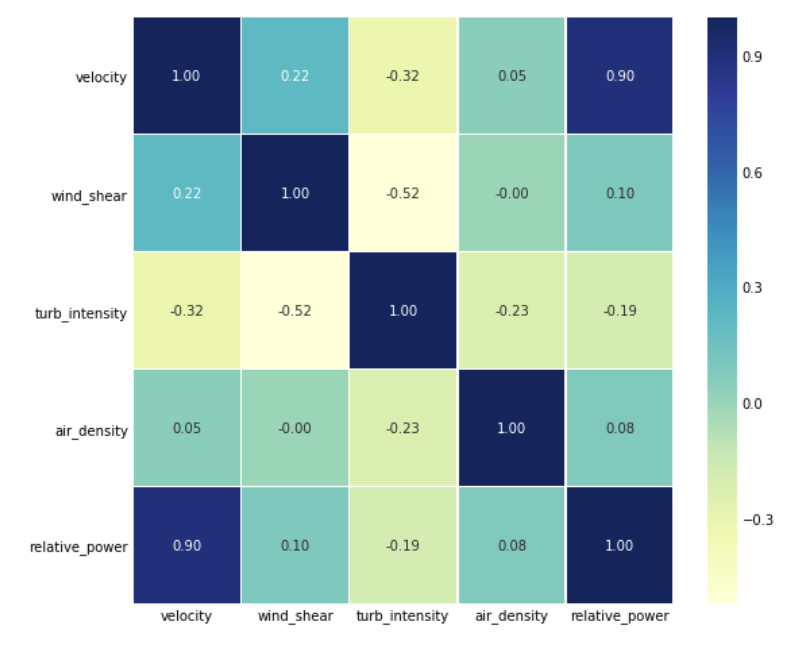 velocity 1.00 0.22 -0.32 0.05 0.90
wind_shear 0.22 1.00 -0.52 -0.00 0.10
turb_intensity -0.32 -0.52 1.00 -0.23 -0.19
air_density 0.05 -0.00 -0.23 1.00 0.08
relative_power 0.90 0.10 -0.19 0.08 1.00
velocity wind_shear turb_intensity air_density relative_power
0.9
0.6
0.3
0.0
−0.3